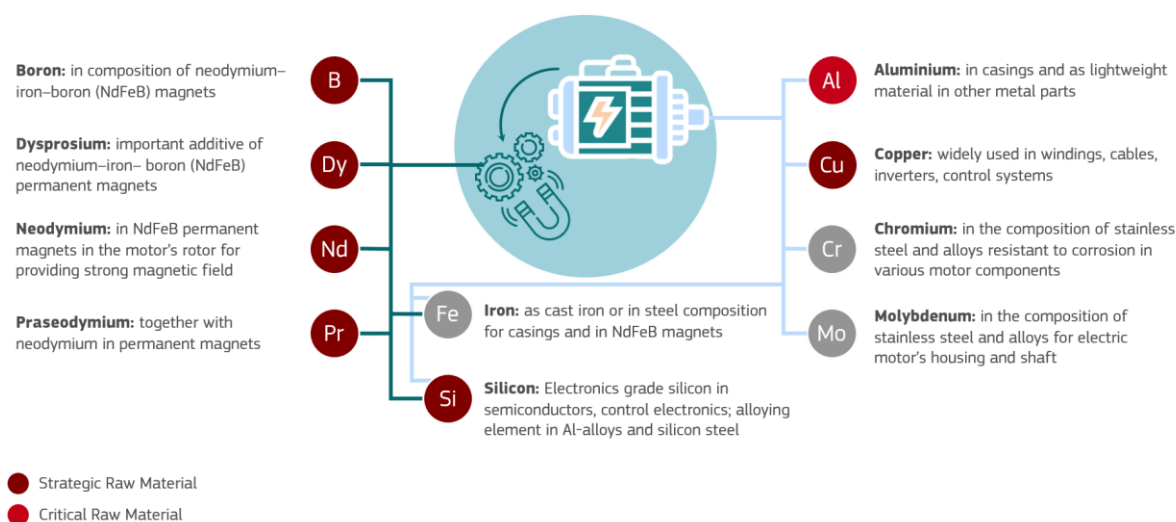 B
Boron: in composition of neodymium–
iron–boron (NdFeB) magnets
Dy
Dysprosium: important additive of
neodymium–iron– boron (NdFeB)
permanent magnets
Nd
Neodymium: in NdFeB permanent
magnets in the motor's rotor for
providing strong magnetic field
Pr
Praseodymium: together with
neodymium in permanent magnets
Fe
Iron: as cast iron or in steel composition
for casings and in NdFeB magnets
Si
Silicon: Electronics grade silicon in
semiconductors, control electronics; alloying
element in Al-alloys and silicon steel
Al
Aluminium: in casings and as lightweight
material in other metal parts
Cu
Copper: widely used in windings, cables,
inverters, control systems
Cr
Chromium: in the composition of stainless
steel and alloys resistant to corrosion in
various motor components
Mo
Molybdenum: in the composition of
stainless steel and alloys for electric
motor's housing and shaft
Strategic Raw Material
Critical Raw Material